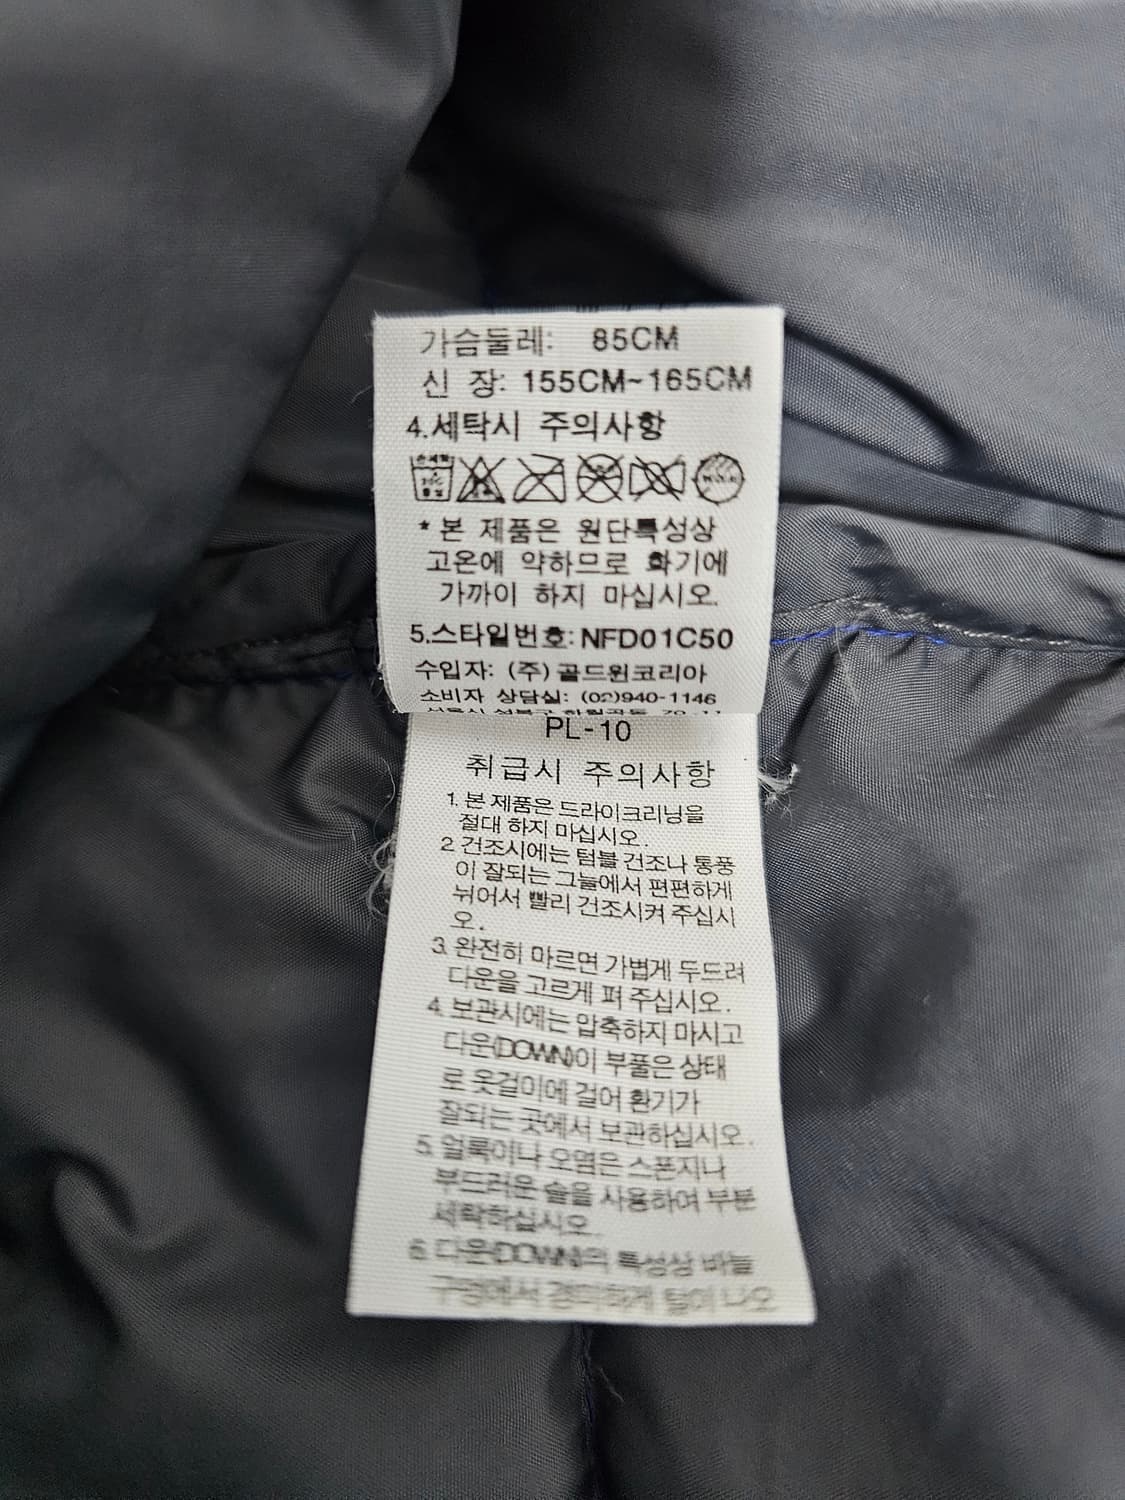 가슴둘레: 85CM
신 장: 155CM~165CM
4.세탁시 주의사항
손세탁
30℃
중성
* 본 제품은 원단특성상
고온에 약하므로 화기에
가까이 하지 마십시오.
5.스타일번호: NFD01C50
수입자: (주) 골드윈코리아
소비자 상담실: (02)940-1146
PL-10
취급시 주의사항
1. 본 제품은 드라이크리닝을
절대 하지 마십시오.
2 건조시에는 텀블 건조나 통풍
이 잘되는 그늘에서 편편하게
뉘어서 빨리 건조시켜 주십시
오.
3. 완전히 마르면 가볍게 두드려
다운을 고르게 펴 주십시오.
4. 보관시에는 압축하지 마시고
다운(DOWN)이 부풀은 상태
로 옷걸이에 걸어 환기가
잘되는 곳에서 보관하십시오.
5. 얼룩이나 오염은 스폰지나
부드러운 솔을 사용하여 부분
세탁하십시오.
6. 다운(DOWN)의 특성상 바늘
구멍에서 경미하게 털이 나오